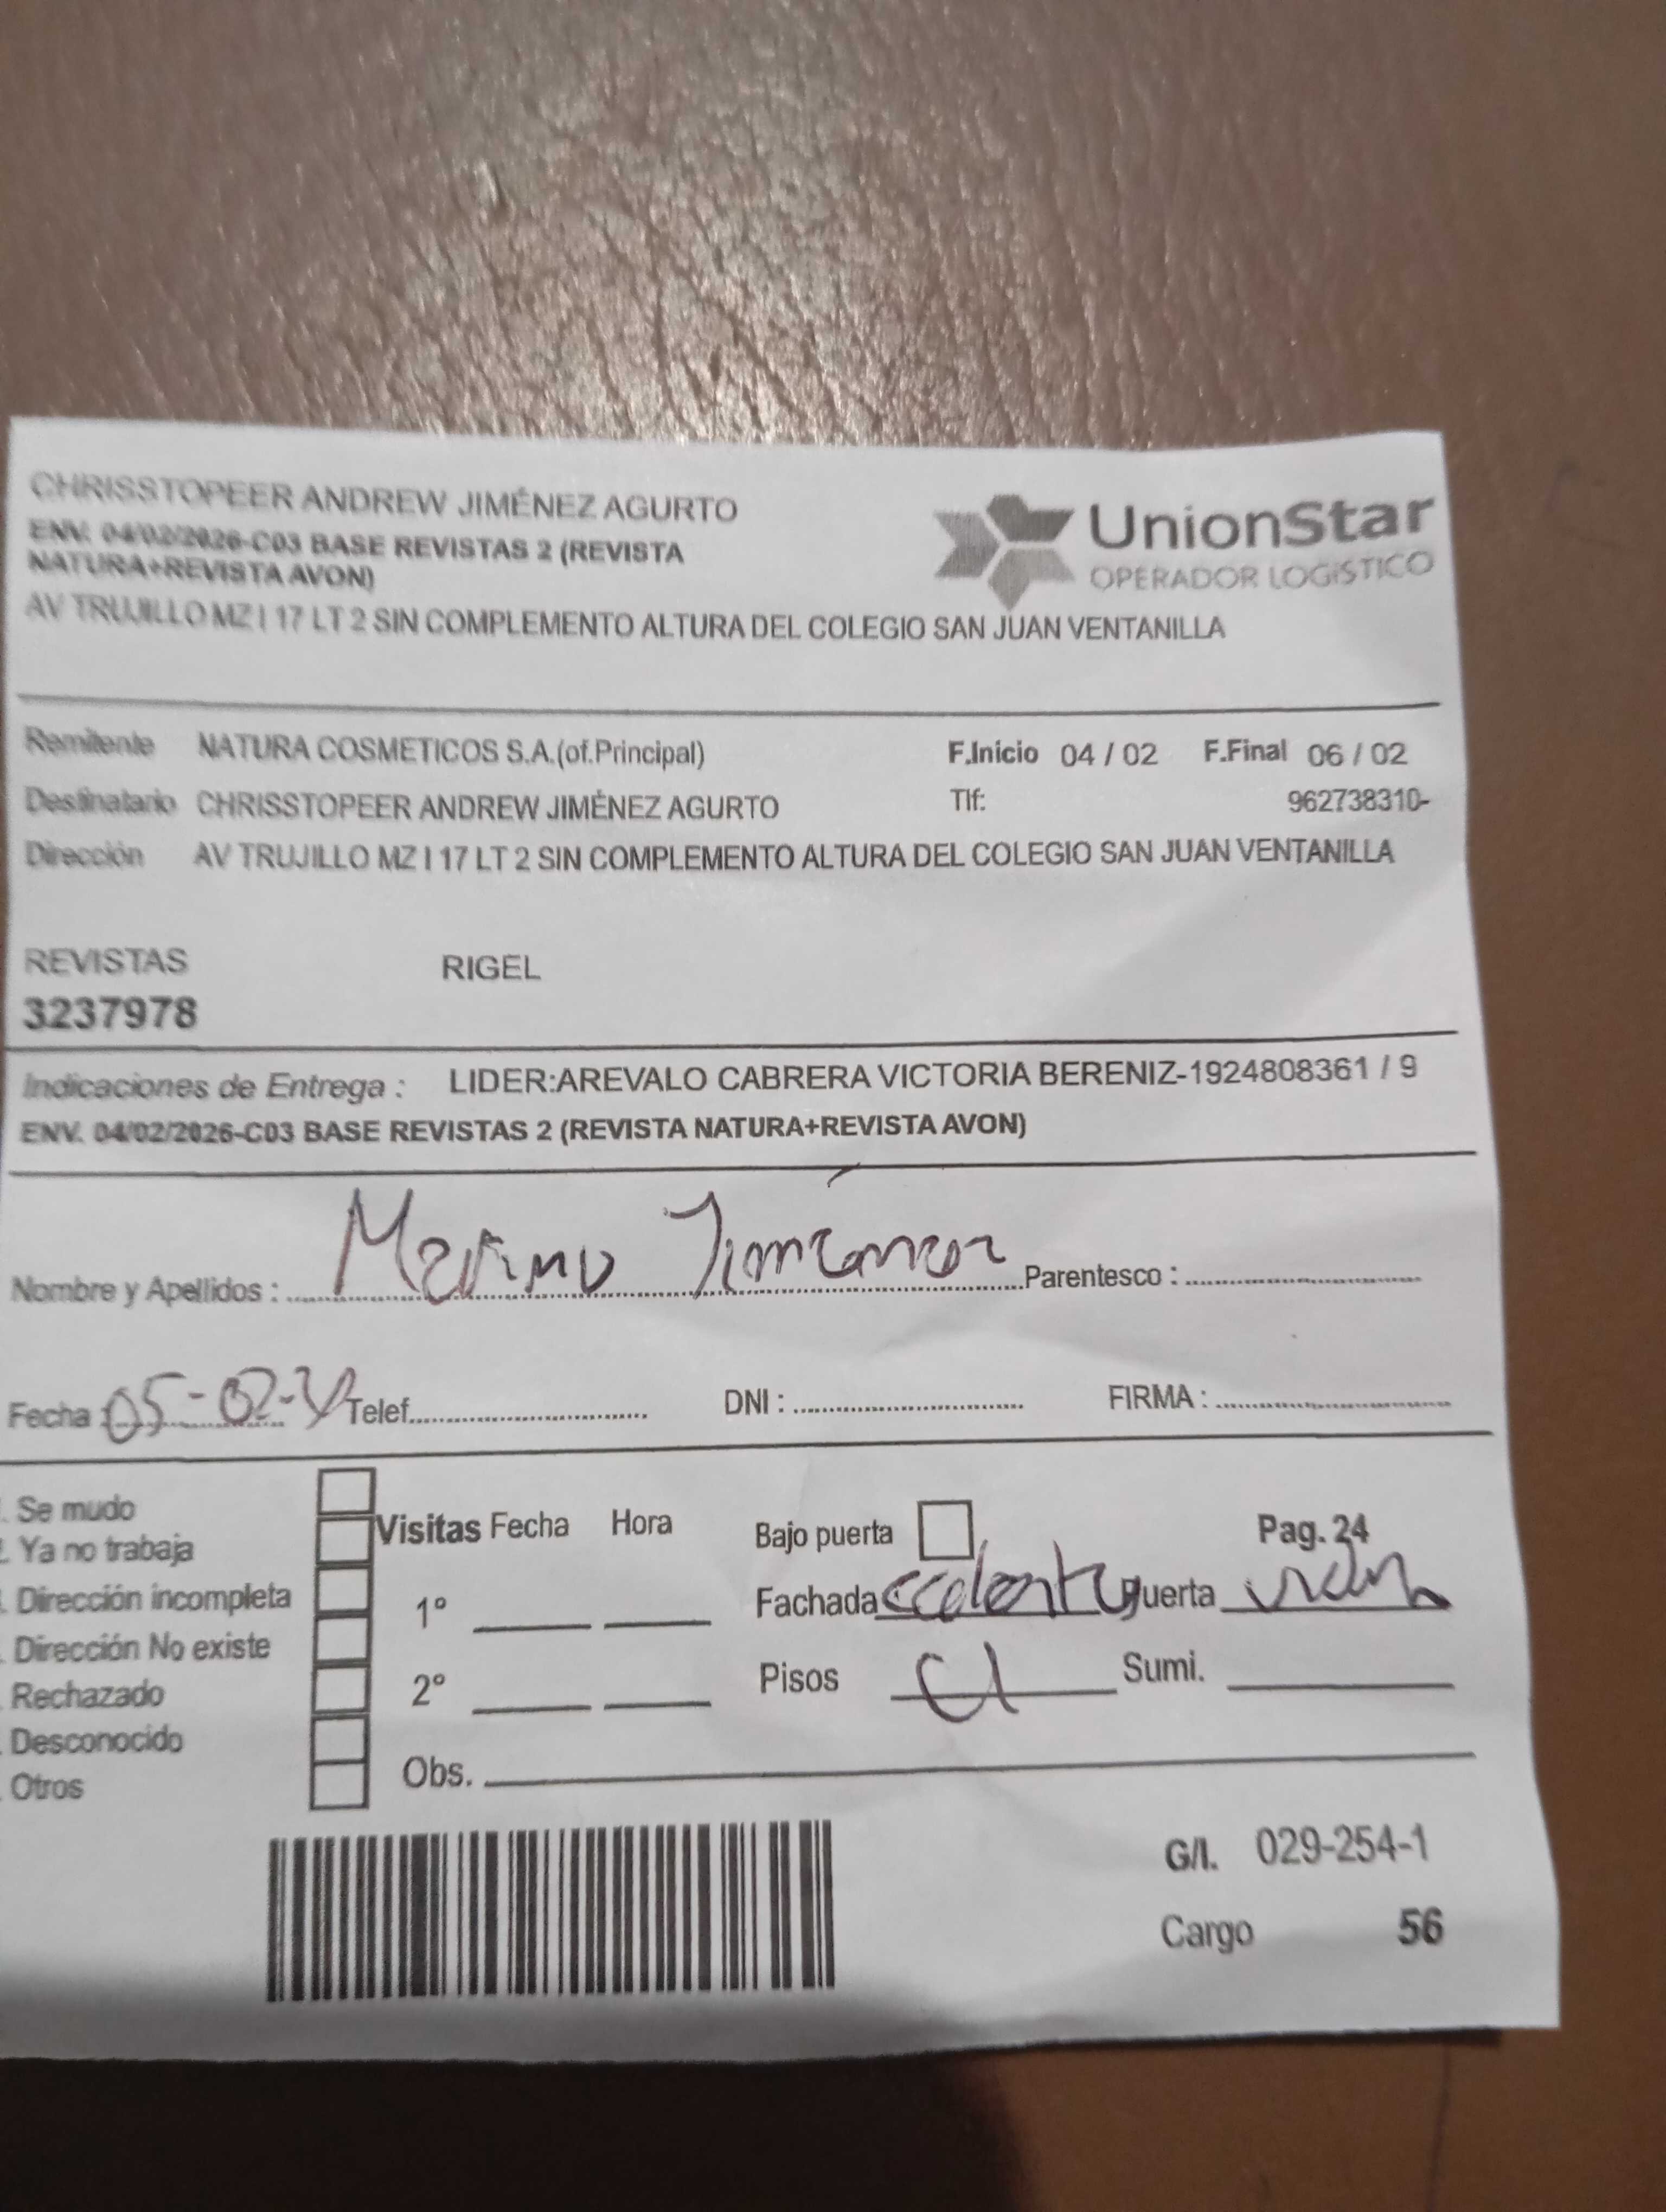 CHRISSTOPEER ANDREW JIMÉNEZ AGURTO
ENV. 04/02/2026-C03 BASE REVISTAS 2 (REVISTA
NATURA+REVISTA AVON)
UnionStar
OPERADOR LOGíSTICO
AV TRUJILLO MZ I 17 LT 2 SIN COMPLEMENTO ALTURA DEL COLEGIO SAN JUAN VENTANILLA
Remitente NATURA COSMETICOS S.A.(of.Principal) F.Inicio 04 / 02 F.Final 06 / 02
Destinatario CHRISSTOPEER ANDREW JIMÉNEZ AGURTO Tlf: 962738310-
Dirección AV TRUJILLO MZ I 17 LT 2 SIN COMPLEMENTO ALTURA DEL COLEGIO SAN JUAN VENTANILLA
REVISTAS RIGEL
3237978
Indicaciones de Entrega : LIDER:AREVALO CABRERA VICTORIA BERENIZ-1924808361 / 9
ENV. 04/02/2026-C03 BASE REVISTAS 2 (REVISTA NATURA+REVISTA AVON)
Nombre y Apellidos : Parentesco :
Fecha : 05-02- Telef. DNI : FIRMA :
Se mudo
Ya no trabaja
Dirección incompleta
Dirección No existe
Rechazado
Desconocido
Otros
Visitas Fecha Hora
1º
2º
Obs.
Bajo puerta Pag. 24
Fachada Puerta
Pisos Sumi.
G/I. 029-254-1
Cargo 56